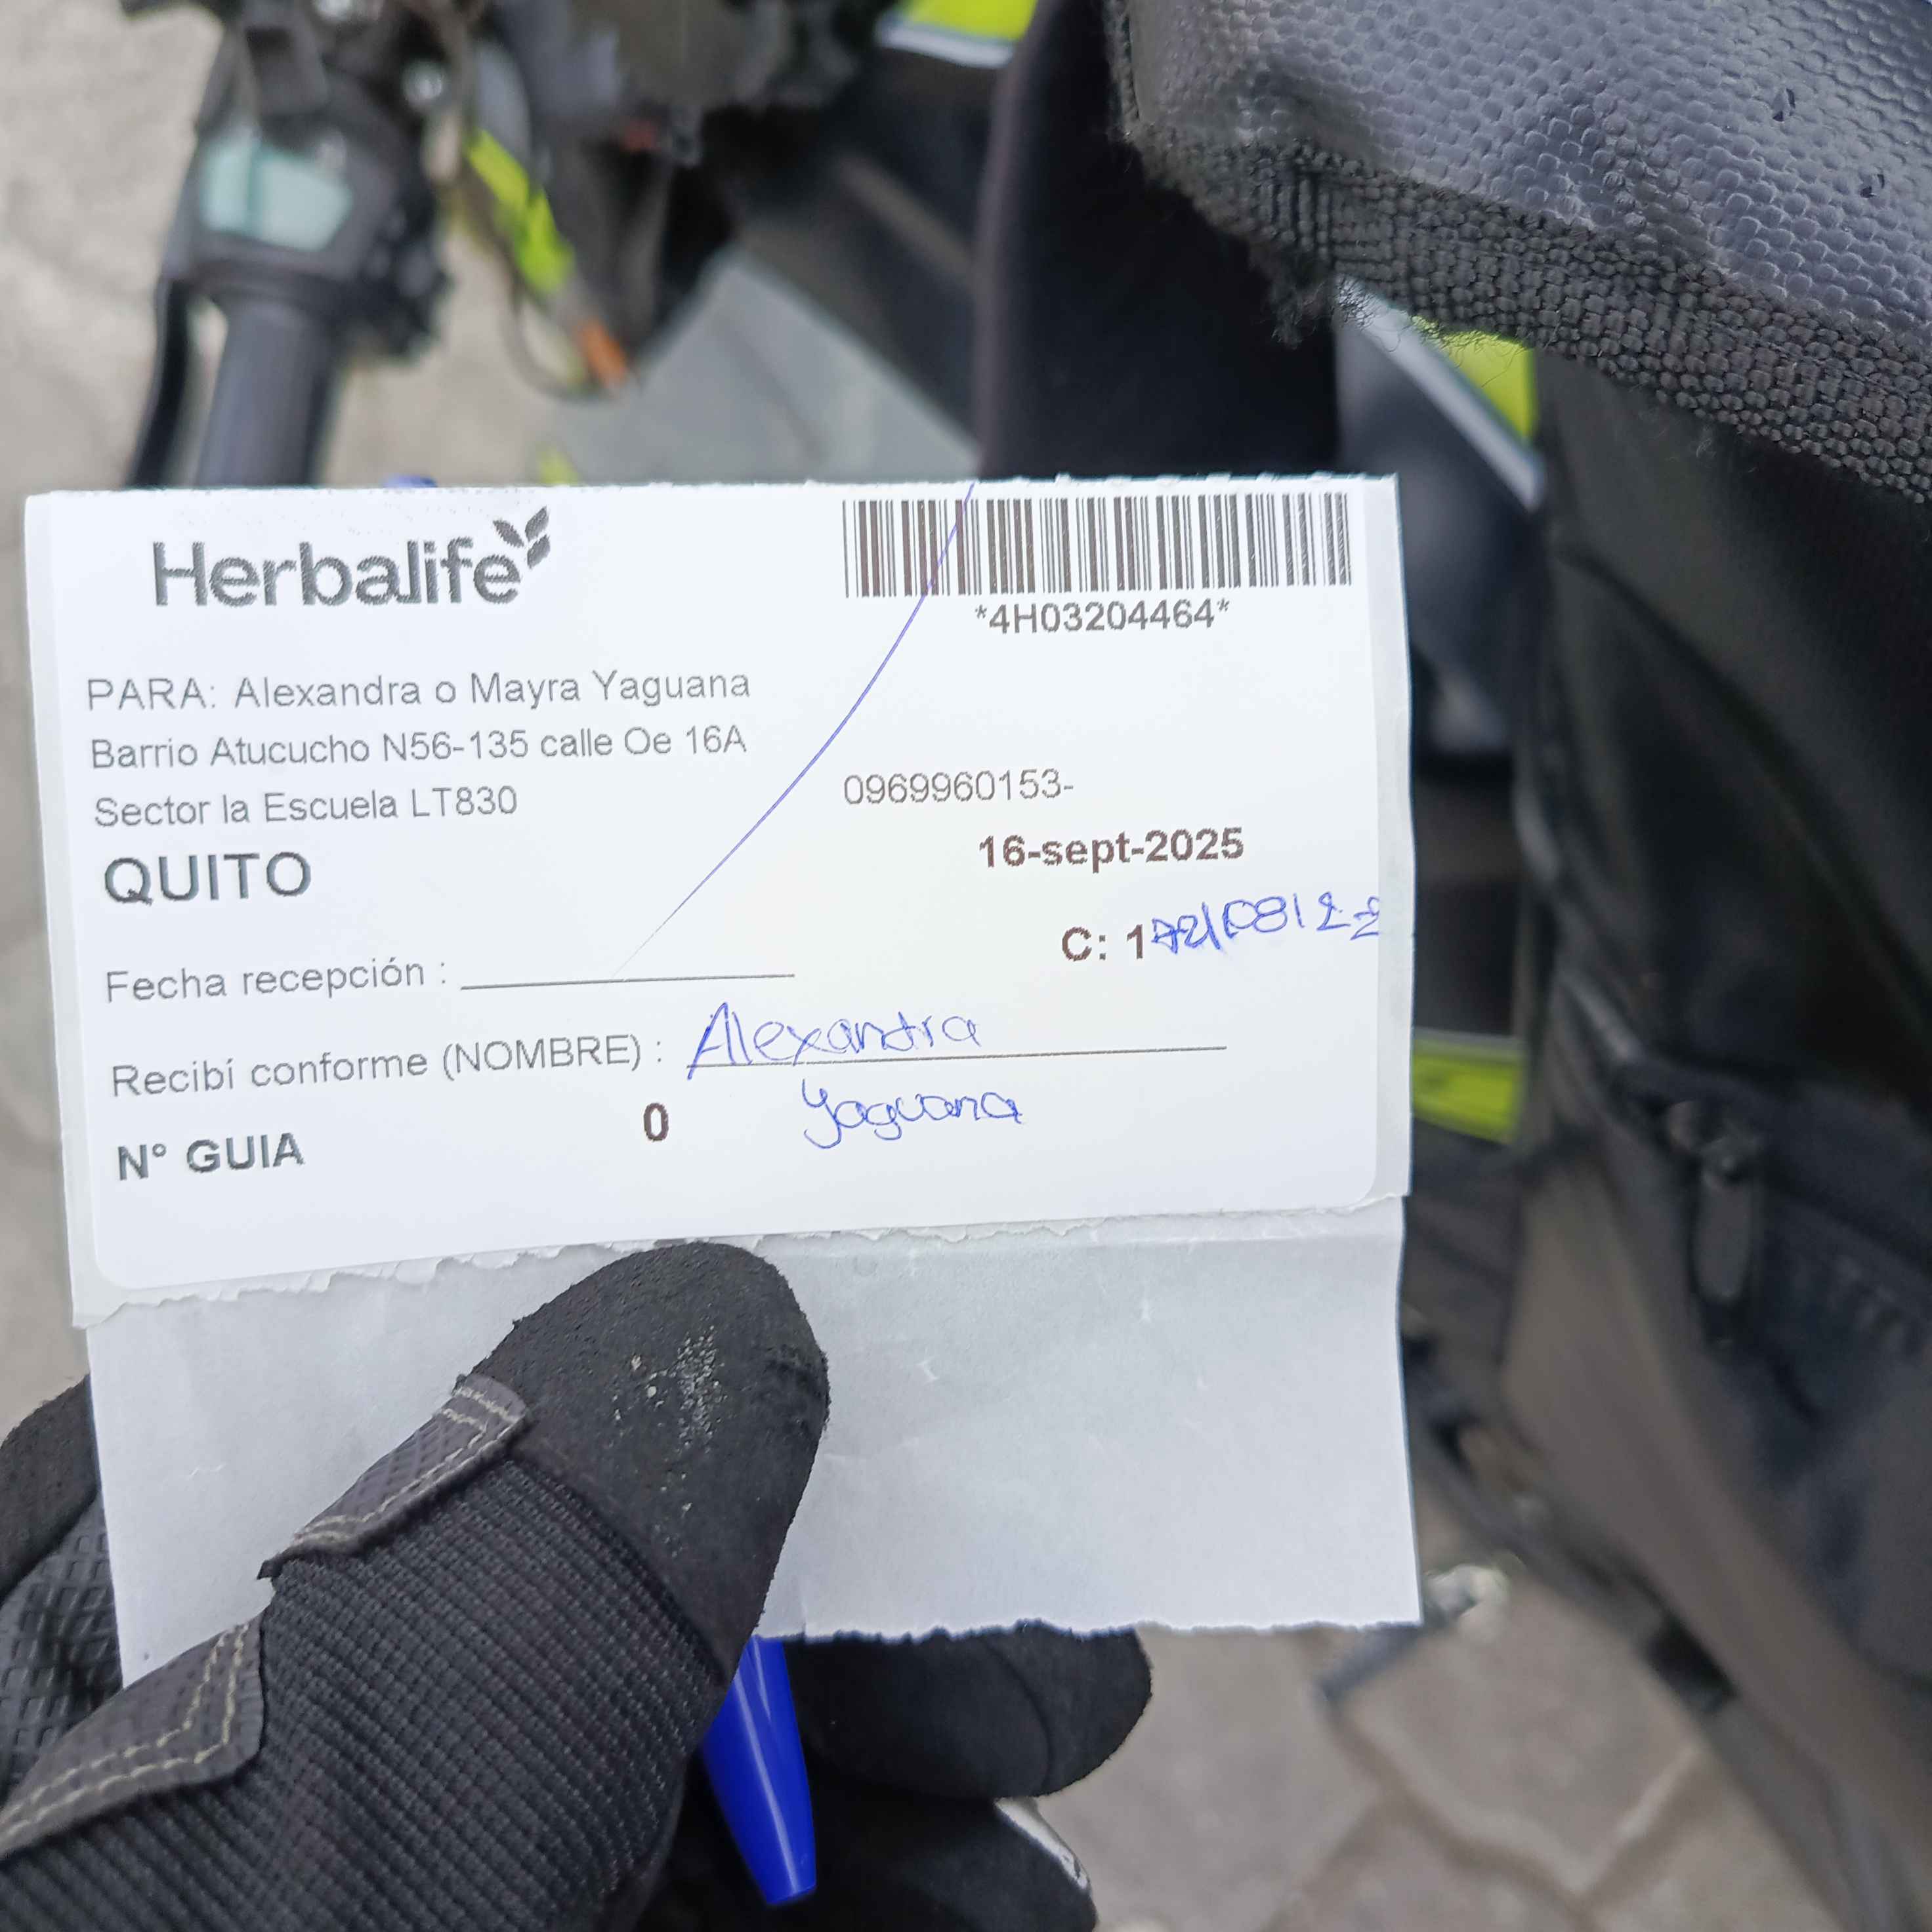 Herbalife
*4H03204464*
PARA: Alexandra o Mayra Yaguana
Barrio Atucucho N56-135 calle Oe 16A
Sector la Escuela LT830
0969960153-
QUITO
16-sept-2025
C: 1
Fecha recepción :
Recibí conforme (NOMBRE) : Alexandra
Yaguana
N° GUIA 0